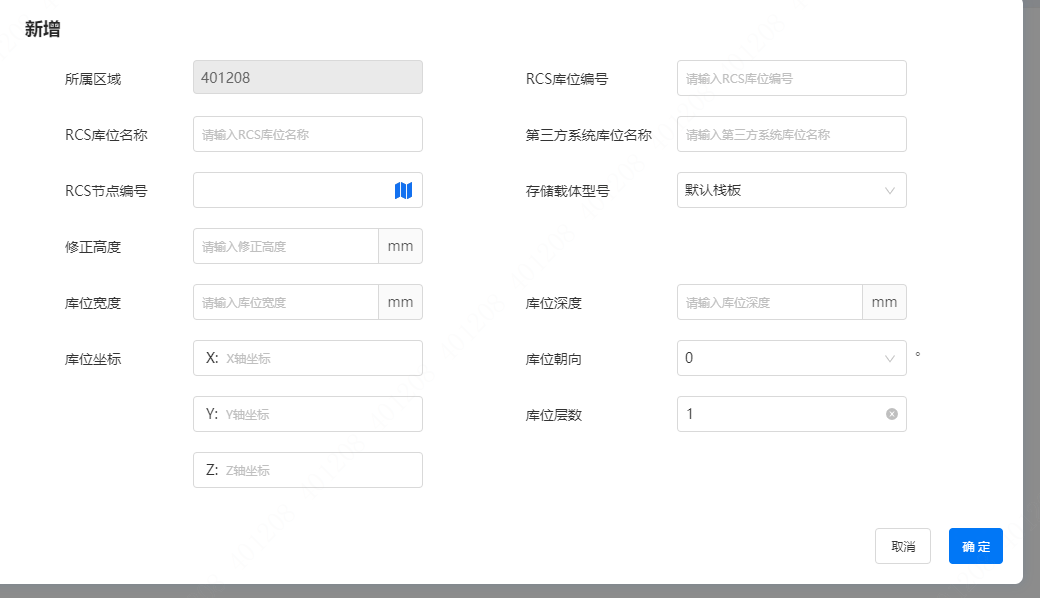 新增
所属区域 401208 RCS库位编号 请输入RCS库位编号
RCS库位名称 请输入RCS库位名称 第三方系统库位名称 请输入第三方系统库位名称
RCS节点编号 存储载体型号 默认栈板
修正高度 请输入修正高度 mm
库位宽度 请输入库位宽度 mm 库位深度 请输入库位深度 mm
库位坐标 X: X轴坐标 库位朝向 0 °
Y: Y轴坐标 库位层数 1
Z: Z轴坐标
取消 确定